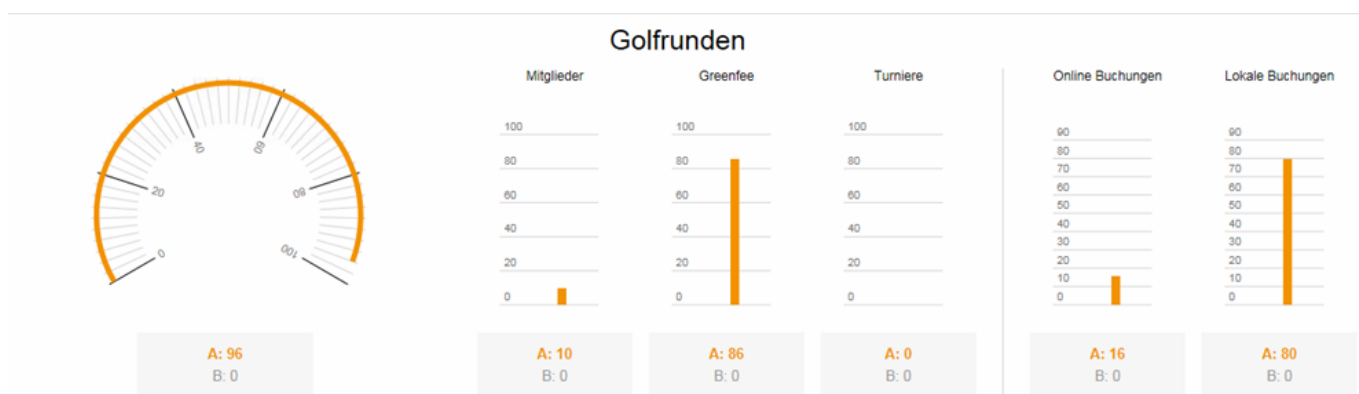 Golfrunden
Mitglieder Greenfee Turniere Online Buchungen Lokale Buchungen
0 20 40 60 80 100
100 80 60 40 20 0
100 80 60 40 20 0
100 80 60 40 20 0
90 80 70 60 50 40 30 20 10 0
90 80 70 60 50 40 30 20 10 0
A: 96 A: 10 A: 86 A: 0 A: 16 A: 80
B: 0 B: 0 B: 0 B: 0 B: 0 B: 0